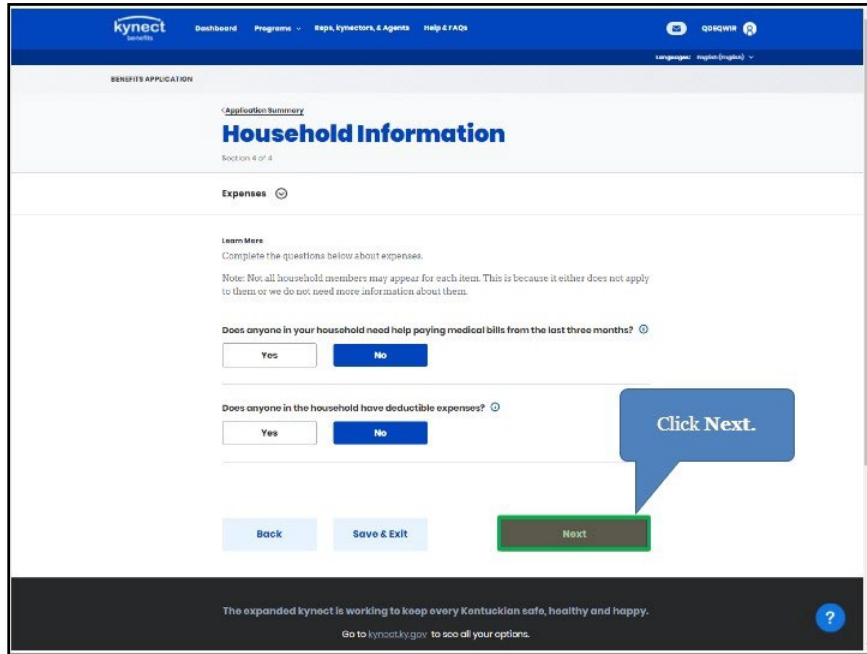 kynect
benefits
Dashboard Programs Reps, kynectors, & Agents Help & FAQs
QDEQWIR
Languages: English (English)
BENEFITS APPLICATION
<Application Summary
Household Information
Section 4 of 4
Expenses
Learn More
Complete the questions below about expenses.
Note: Not all household members may appear for each item. This is because it either does not apply
to them or we do not need more information about them.
Does anyone in your household need help paying medical bills from the last three months?
Yes No
Does anyone in the household have deductible expenses?
Yes No
Click Next.
Back Save & Exit Next
The expanded kynect is working to keep every Kentuckian safe, healthy and happy.
?
Go to kynect.ky.gov to see all your options.